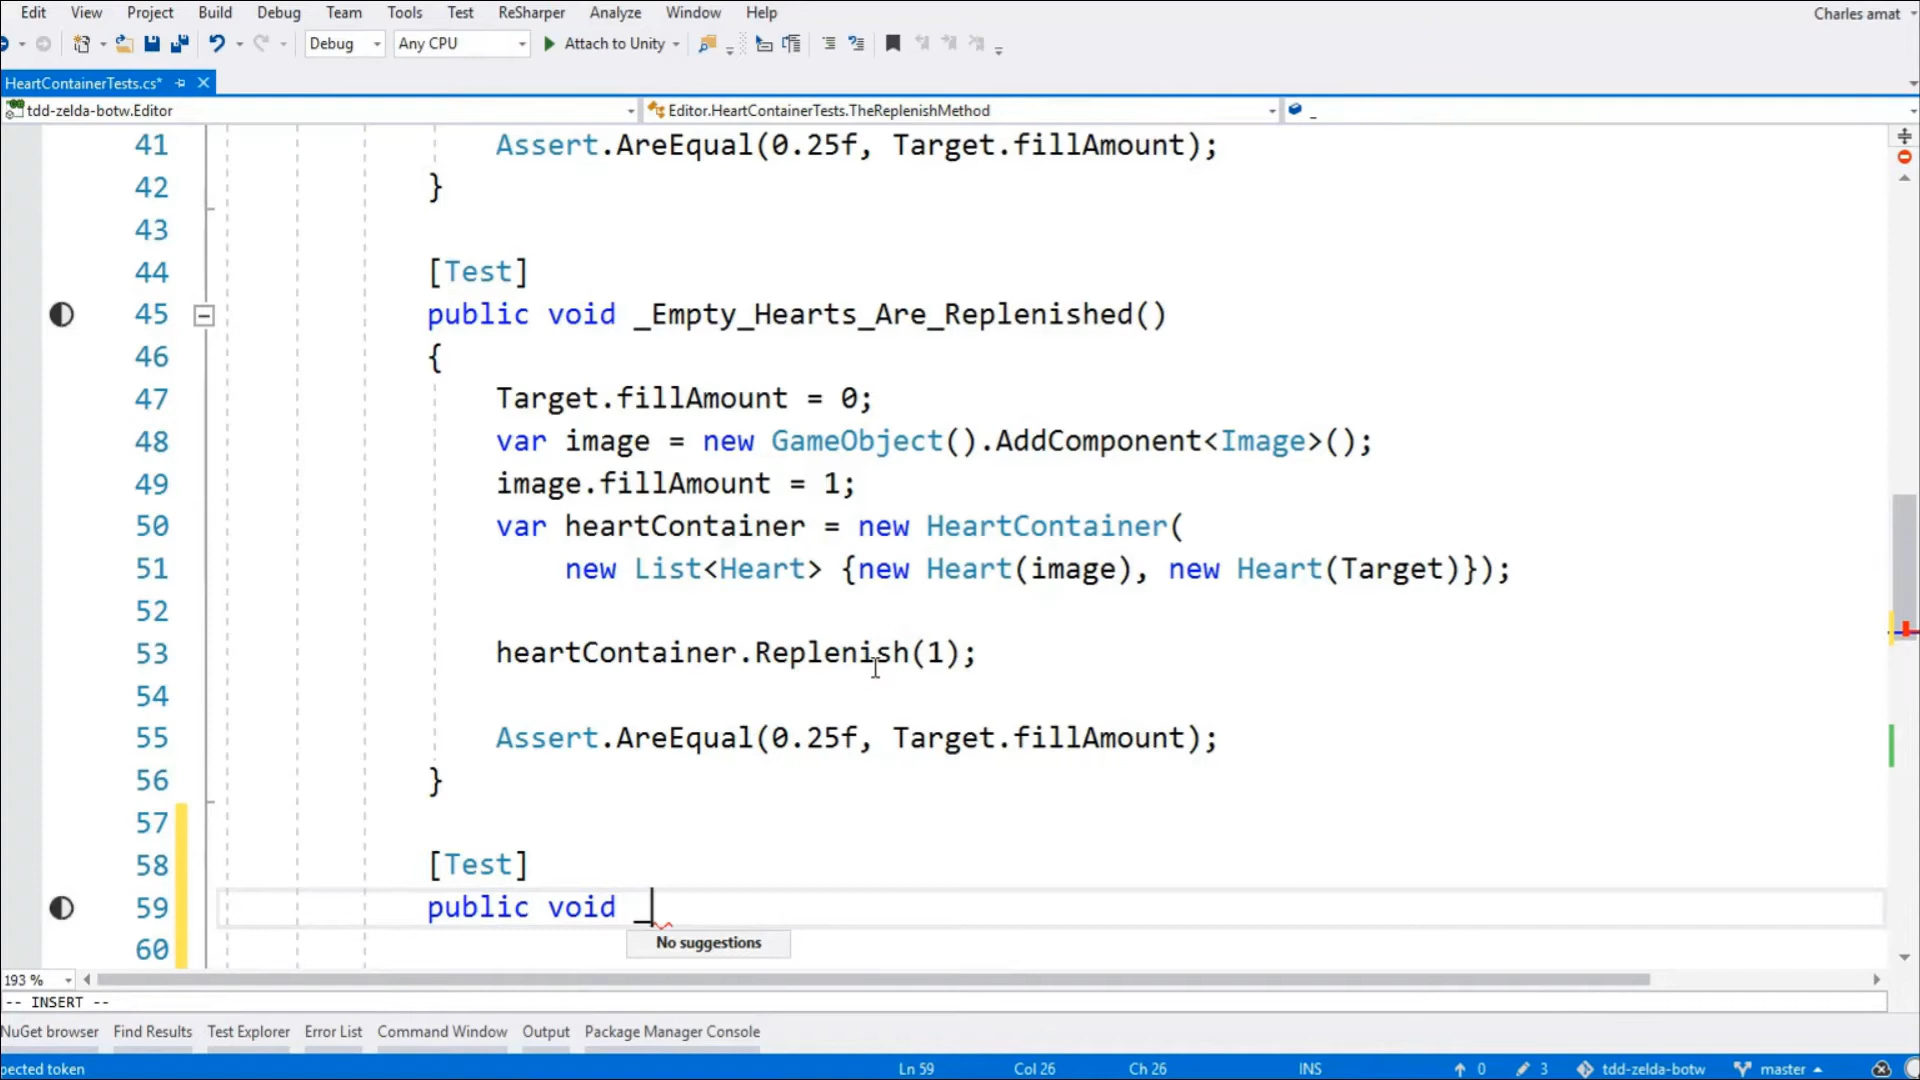 Edit View Project Build Debug Team Tools Test ReSharper Analyze Window Help Charles amat
Debug Any CPU Attach to Unity
HeartContainerTests.cs*
tdd-zelda-botw.Editor Editor.HeartContainerTests.TheReplenishMethod _
41 Assert.AreEqual(0.25f, Target.fillAmount);
42 }
43
44 [Test]
45 public void _Empty_Hearts_Are_Replenished()
46 {
47 Target.fillAmount = 0;
48 var image = new GameObject().AddComponent<Image>();
49 image.fillAmount = 1;
50 var heartContainer = new HeartContainer(
51 new List<Heart> {new Heart(image), new Heart(Target)});
52
53 heartContainer.Replenish(1);
54
55 Assert.AreEqual(0.25f, Target.fillAmount);
56 }
57
58 [Test]
59 public void _
60
No suggestions
193 %
-- INSERT --
NuGet browser Find Results Test Explorer Error List Command Window Output Package Manager Console
pected token Ln 59 Col 26 Ch 26 INS 0 3 tdd-zelda-botw master